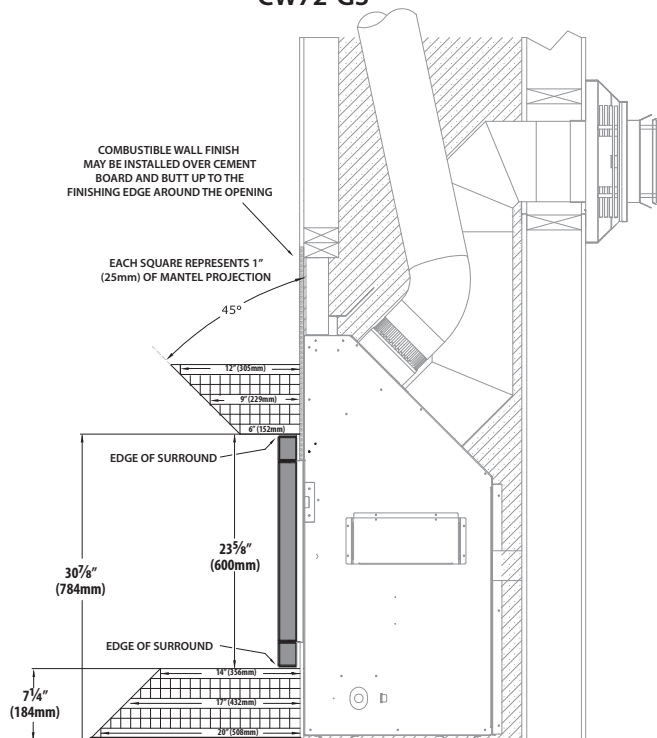 CW72-G5
COMBUSTIBLE WALL FINISH
MAY BE INSTALLED OVER CEMENT
BOARD AND BUTT UP TO THE
FINISHING EDGE AROUND THE OPENING
EACH SQUARE REPRESENTS 1"
(25mm) OF MANTEL PROJECTION
45º
12" (305mm)
9" (229mm)
6" (152mm)
EDGE OF SURROUND
23⅝"
(600mm)
30⅞"
(784mm)
EDGE OF SURROUND
14" (356mm)
7¼"
(184mm)
17" (432mm)
20" (508mm)